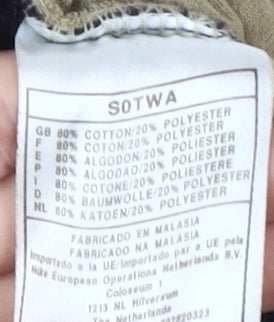 SOTWA
GB 80% COTTON/20% POLYESTER
F 80% COTON/20% POLYESTER
E 80% ALGODON/20% POLIESTER
P 80% ALGODAO/20% POLIESTER
I 80% COTONE/20% POLIESTERE
D 80% BAUMWOLLE/20% POLYESTER
NL 80% KATOEN/20% POLYESTER
FABRICADO EN MALASIA
FABRICADO NA MALASIA
Importado a la UE/Importado par a UE pela
Nike European Operations Netherlands B.V.
Colosseum 1
1213 NL Hilversum
The Netherlands